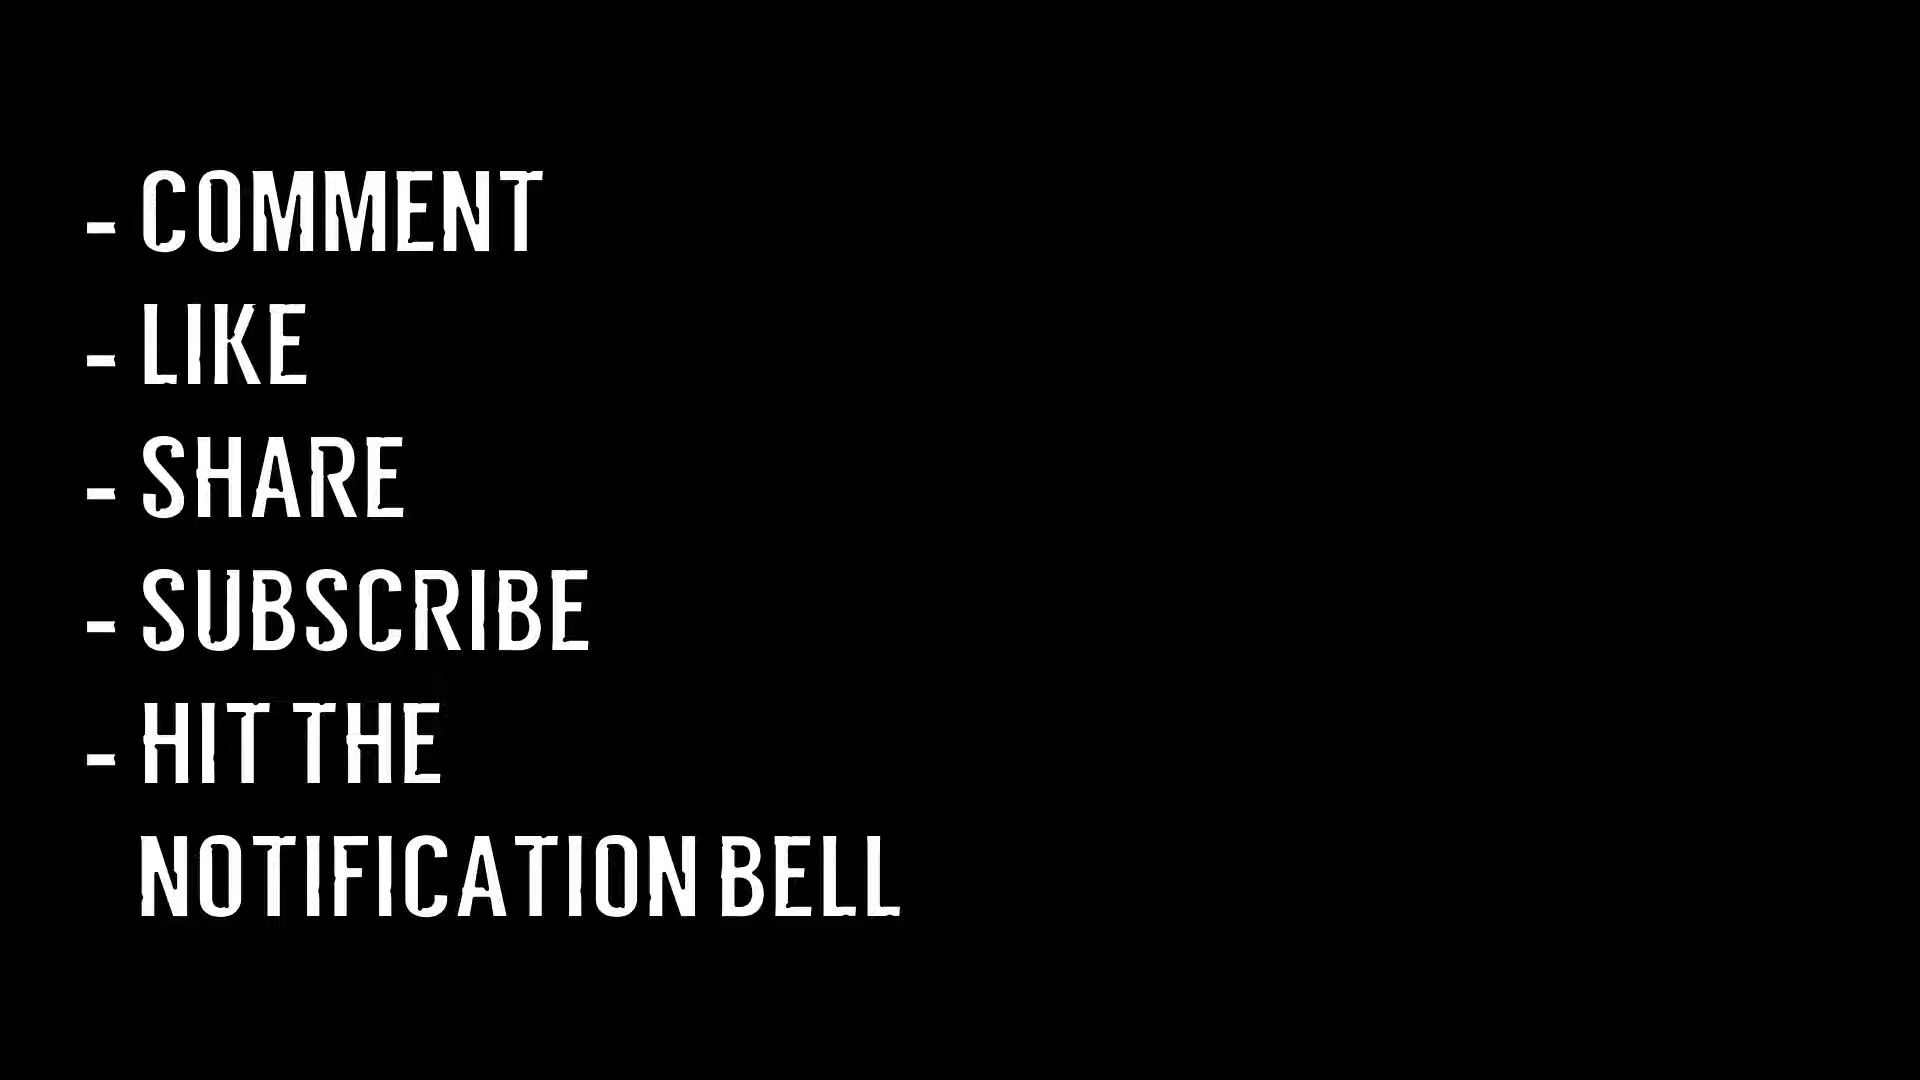 - COMMENT
- LIKE
- SHARE
- SUBSCRIBE
- HIT THE
NOTIFICATION BELL